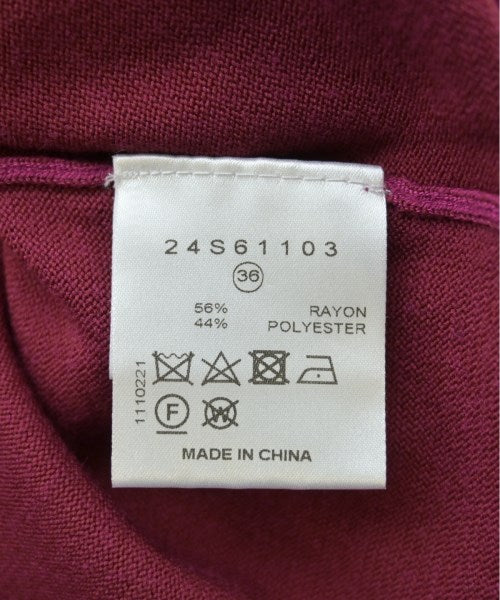 24S61103
36
56% RAYON
44% POLYESTER
1110221
F W
MADE IN CHINA